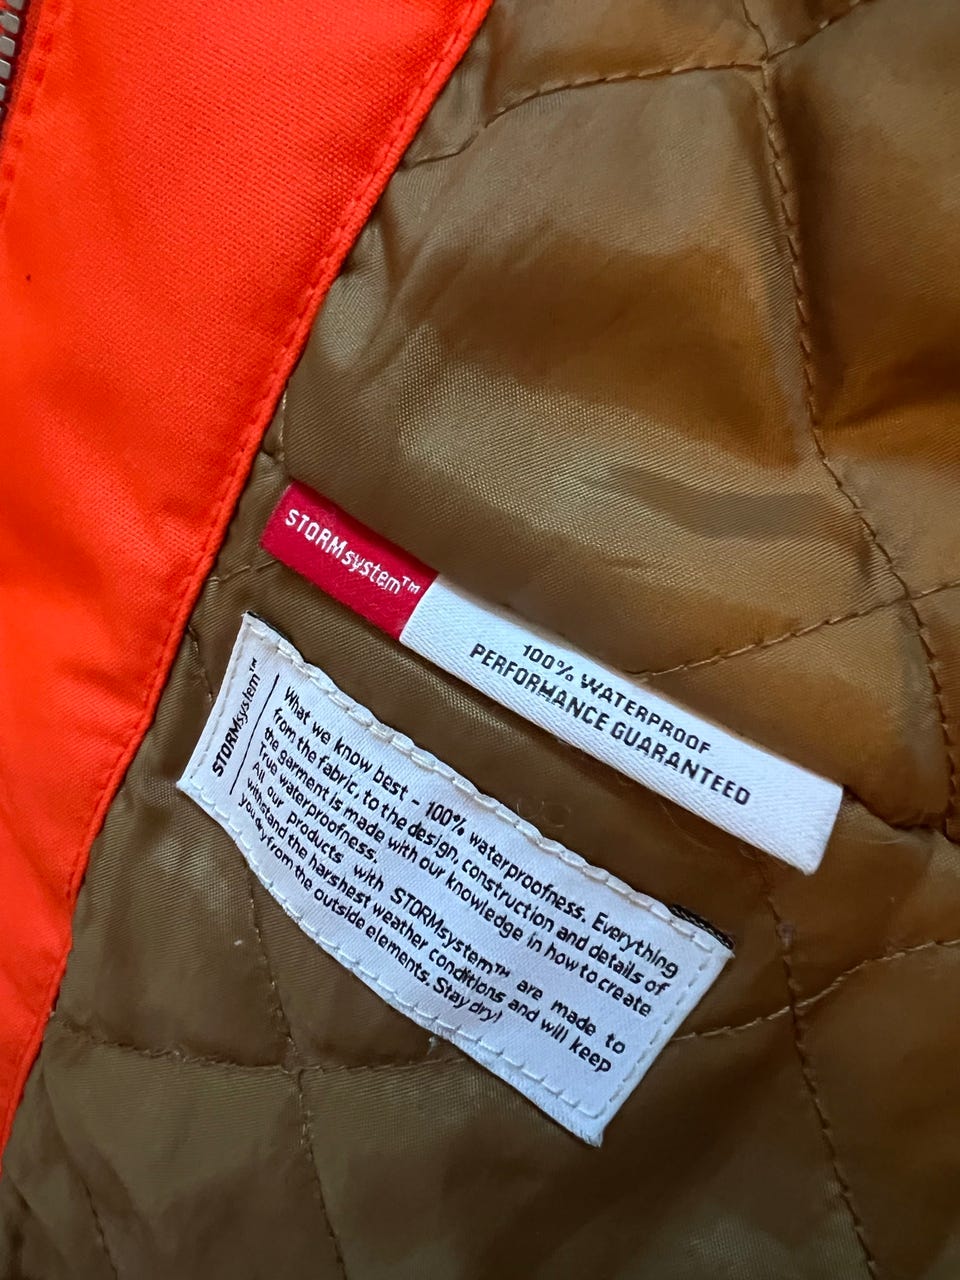 STORMsystem™
100% WATERPROOF
PERFORMANCE GUARANTEED
STORMsystem™
What we know best - 100% waterproofness. Everything
from the fabric, to the design, construction and details of
the garment is made with our knowledge in how to create
True waterproofness.
All our products with STORMsystem™ are made to
withstand the harshest weather conditions and will keep
you dry from the outside elements. Stay dry!